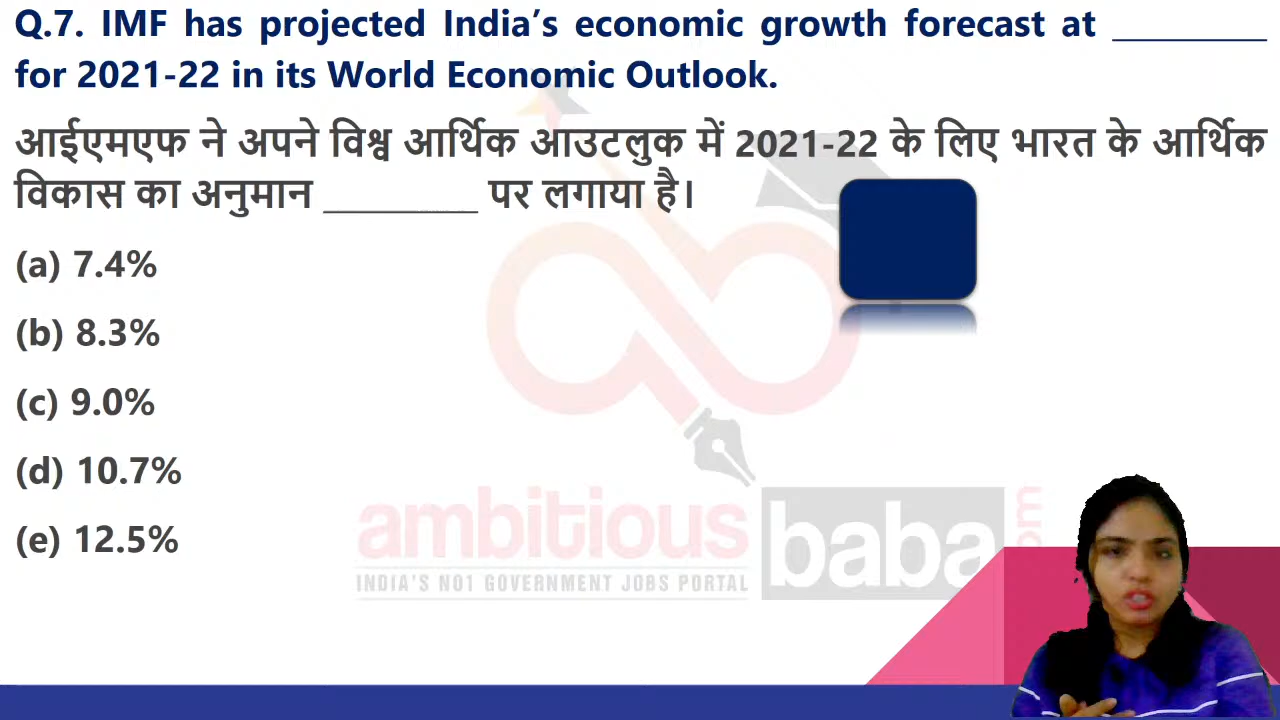 Q.7. IMF has projected India’s economic growth forecast at ___________
for 2021-22 in its World Economic Outlook.
आईएमएफ ने अपने विश्व आर्थिक आउटलुक में 2021-22 के लिए भारत के आर्थिक
विकास का अनुमान ___________ पर लगाया है।
(a) 7.4%
(b) 8.3%
(c) 9.0%
(d) 10.7%
(e) 12.5%
ambitious baba
INDIA'S NO1 GOVERNMENT JOBS PORTAL